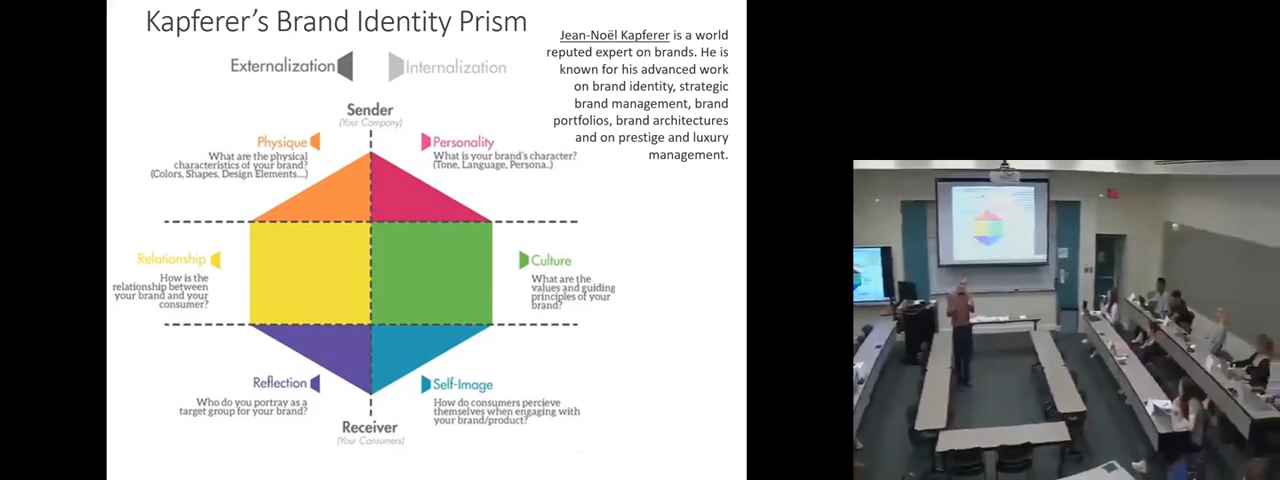 Kapferer's Brand Identity Prism
Jean-Noël Kapferer is a world
reputed expert on brands. He is
known for his advanced work
on brand identity, strategic
brand management, brand
portfolios, brand architectures
and on prestige and luxury
management.
Externalization
Internalization
Sender
(Your Company)
Physique
What are the physical
characteristics of your brand?
(Colors, Shapes, Design Elements....)
Personality
What is your brand's character?
(Tone, Language, Persona..)
Relationship
How is the
relationship between
your brand and your
consumer?
Culture
What are the
values and guiding
principles of your
brand?
Reflection
Who do you portray as a
target group for your brand?
Self-Image
How do consumers percieve
themselves when engaging with
your brand/product?
Receiver
(Your Consumers)